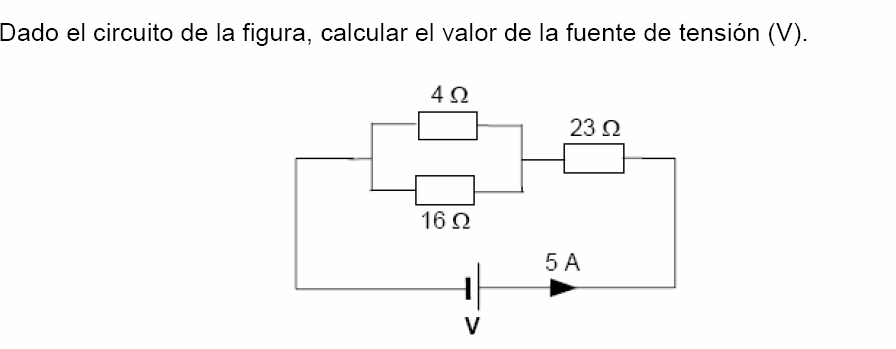 Dado el circuito de la figura, calcular el valor de la fuente de tensión (V).
4 Ω
23 Ω
16 Ω
5 A
V